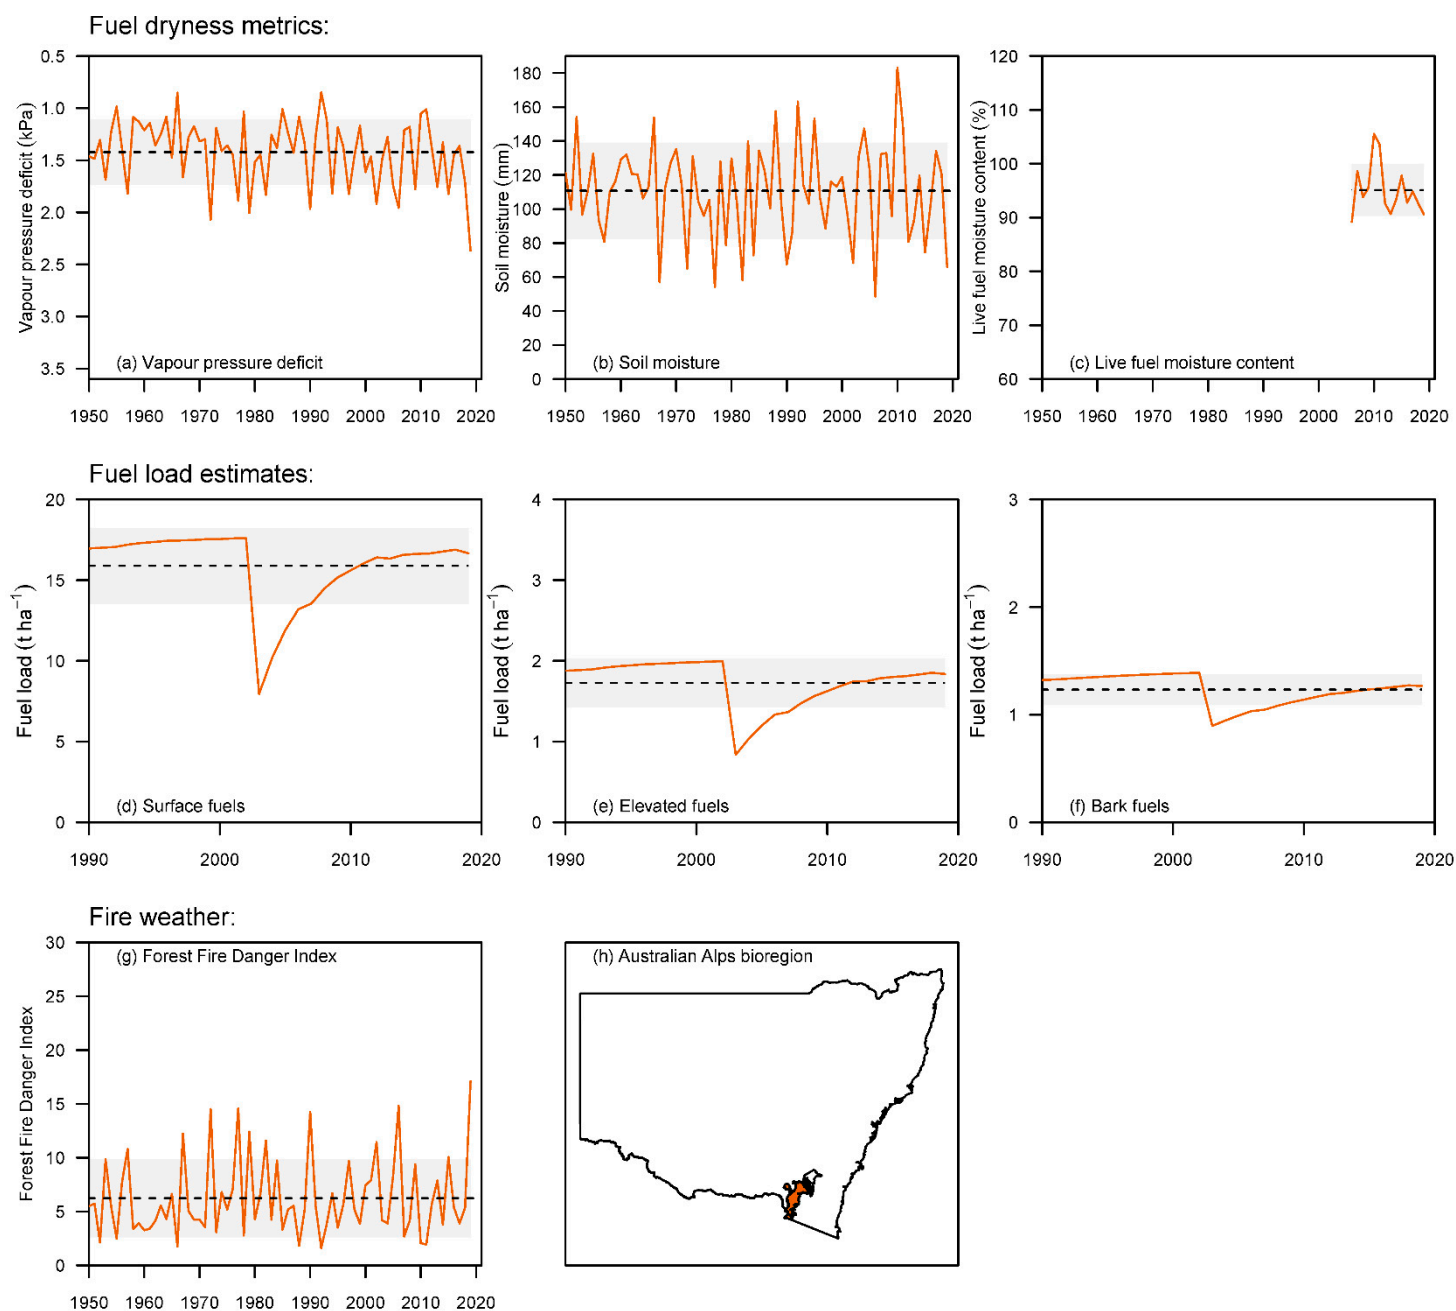 Fuel dryness metrics:
Vapour pressure deficit (kPa)
0.5
1.0
1.5
2.0
2.5
3.0
3.5
(a) Vapour pressure deficit
1950 1960 1970 1980 1990 2000 2010 2020
Soil moisture (mm)
180
160
140
120
100
80
60
40
20
0
(b) Soil moisture
1950 1960 1970 1980 1990 2000 2010 2020
Live fuel moisture content (%)
120
110
100
90
80
70
60
(c) Live fuel moisture content
1950 1960 1970 1980 1990 2000 2010 2020
Fuel load estimates:
Fuel load (t ha⁻¹)
20
15
10
5
0
(d) Surface fuels
1990 2000 2010 2020
Fuel load (t ha⁻¹)
4
3
2
1
0
(e) Elevated fuels
1990 2000 2010 2020
Fuel load (t ha⁻¹)
3
2
1
0
(f) Bark fuels
1990 2000 2010 2020
Fire weather:
Forest Fire Danger Index
30
25
20
15
10
5
0
(g) Forest Fire Danger Index
1950 1960 1970 1980 1990 2000 2010 2020
(h) Australian Alps bioregion